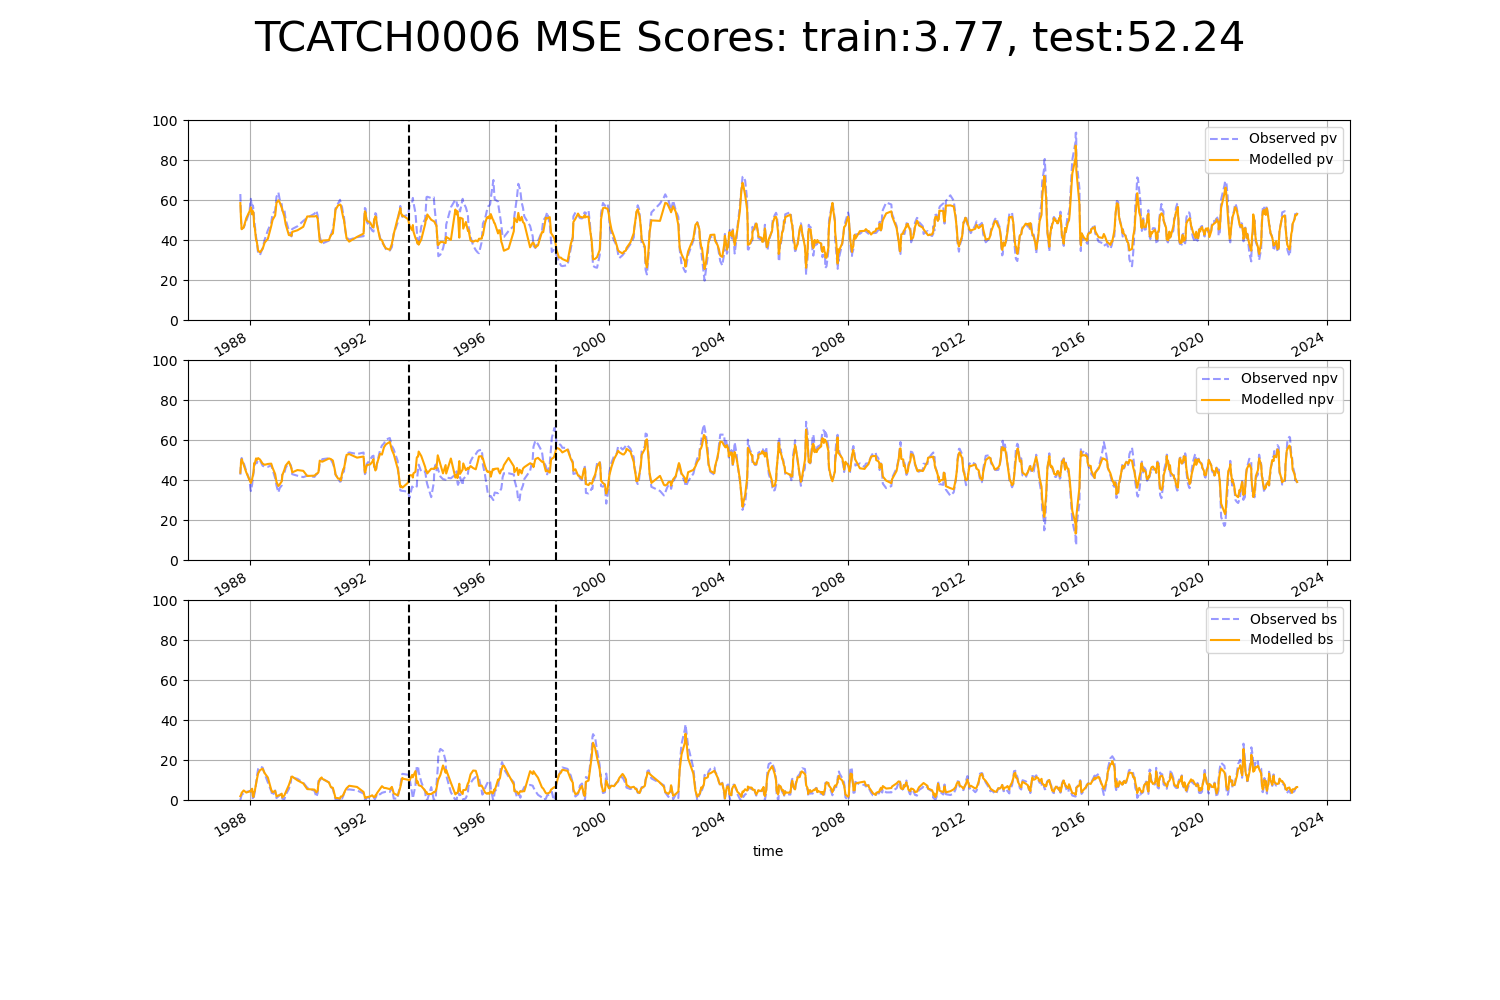 TCATCH0006 MSE Scores: train:3.77, test:52.24
100
80
60
40
20
0
Observed pv
Modelled pv
1988 1992 1996 2000 2004 2008 2012 2016 2020 2024
100
80
60
40
20
0
Observed npv
Modelled npv
1988 1992 1996 2000 2004 2008 2012 2016 2020 2024
100
80
60
40
20
0
Observed bs
Modelled bs
1988 1992 1996 2000 2004 2008 2012 2016 2020 2024
time